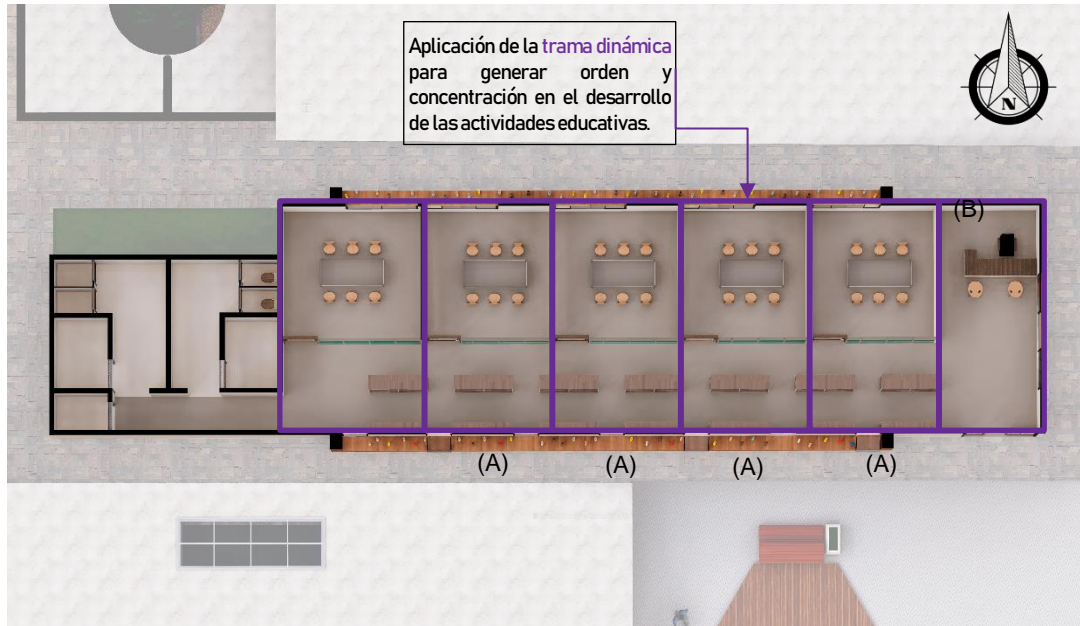 Aplicación de la trama dinámica
para generar orden y
concentración en el desarrollo
de las actividades educativas.
N
(B)
(A) (A) (A) (A)